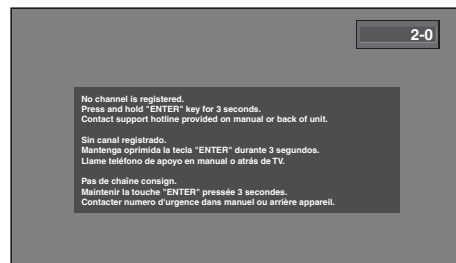 2-0
No channel is registered.
Press and hold "ENTER" key for 3 seconds.
Contact support hotline provided on manual or back of unit.
Sin canal registrado.
Mantenga oprimida la tecla "ENTER" durante 3 segundos.
Llame teléfono de apoyo en manual o atrás de TV.
Pas de chaîne consign.
Maintenir la touche "ENTER" pressée 3 secondes.
Contacter numero d'urgence dans manuel ou arrière appareil.